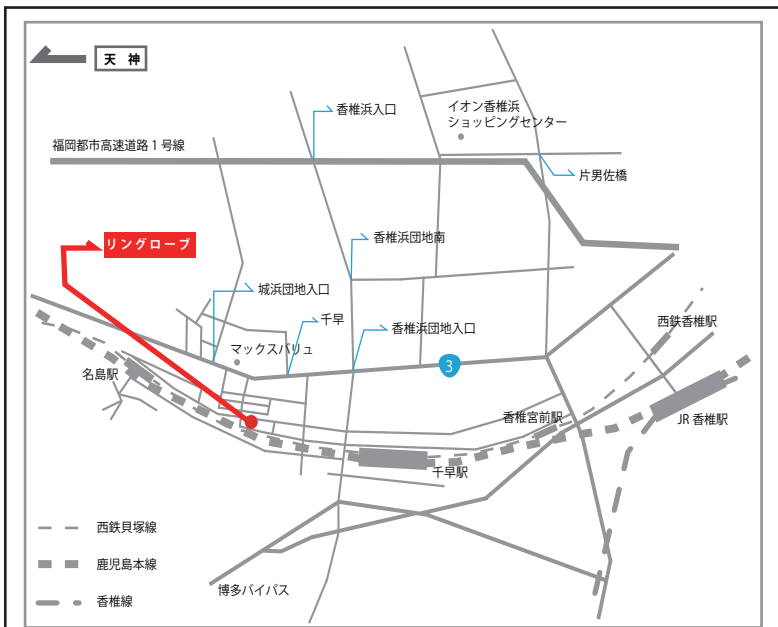 天神
香椎浜入口
イオン香椎浜
ショッピングセンター
福岡都市高速道路1号線
片男佐橋
リングローブ
香椎浜団地南
城浜団地入口
千早
香椎浜団地入口
西鉄香椎駅
マックスバリュ
3
名島駅
香椎宮前駅
JR香椎駅
千早駅
西鉄貝塚線
鹿児島本線
博多バイパス
香椎線